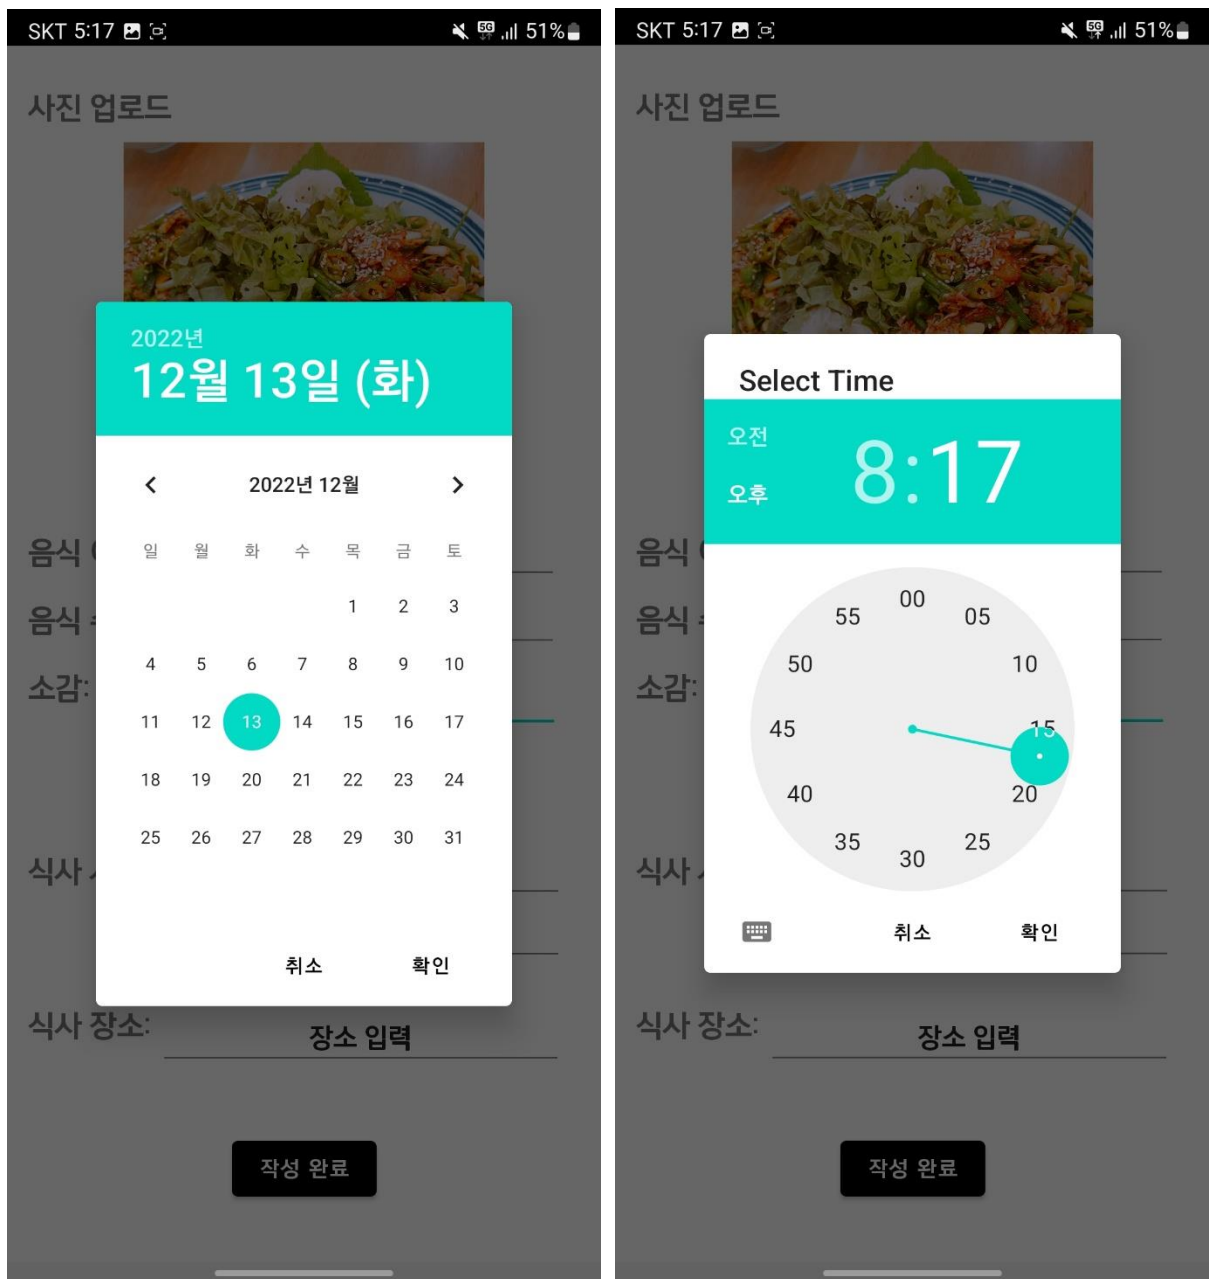 SKT 5:17
5G
51%
사진 업로드
2022년
12월 13일 (화)
2022년 12월
일 월 화 수 목 금 토
1 2 3
4 5 6 7 8 9 10
11 12 13 14 15 16 17
18 19 20 21 22 23 24
25 26 27 28 29 30 31
취소 확인
음식
음식
소감:
식사
식사 장소:
장소 입력
작성 완료
SKT 5:17
5G
51%
사진 업로드
Select Time
오전
오후
8:17
00
55 05
50 10
45 15
40 20
35 25
30
취소 확인
음식
음식
소감:
식사
식사 장소:
장소 입력
작성 완료